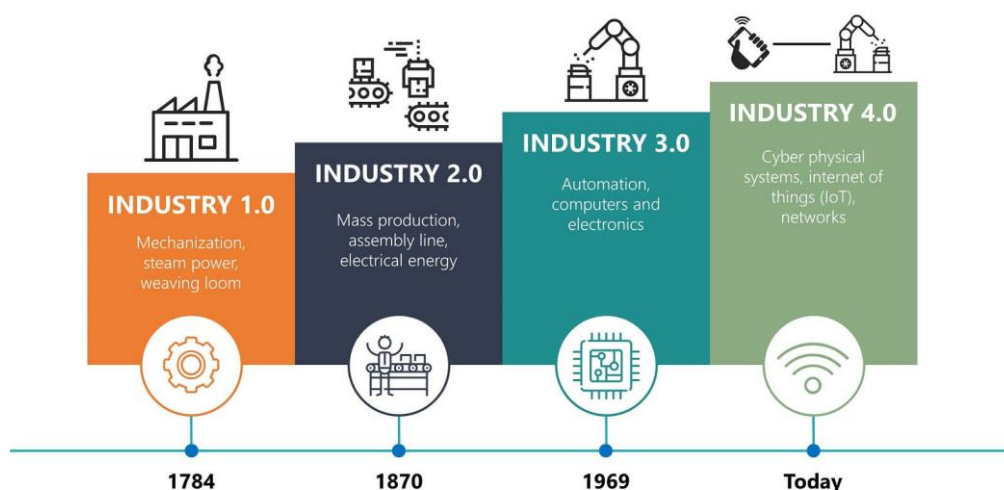 INDUSTRY 1.0
Mechanization,
steam power,
weaving loom
INDUSTRY 2.0
Mass production,
assembly line,
electrical energy
INDUSTRY 3.0
Automation,
computers and
electronics
INDUSTRY 4.0
Cyber physical
systems, internet of
things (IoT),
networks
1784
1870
1969
Today